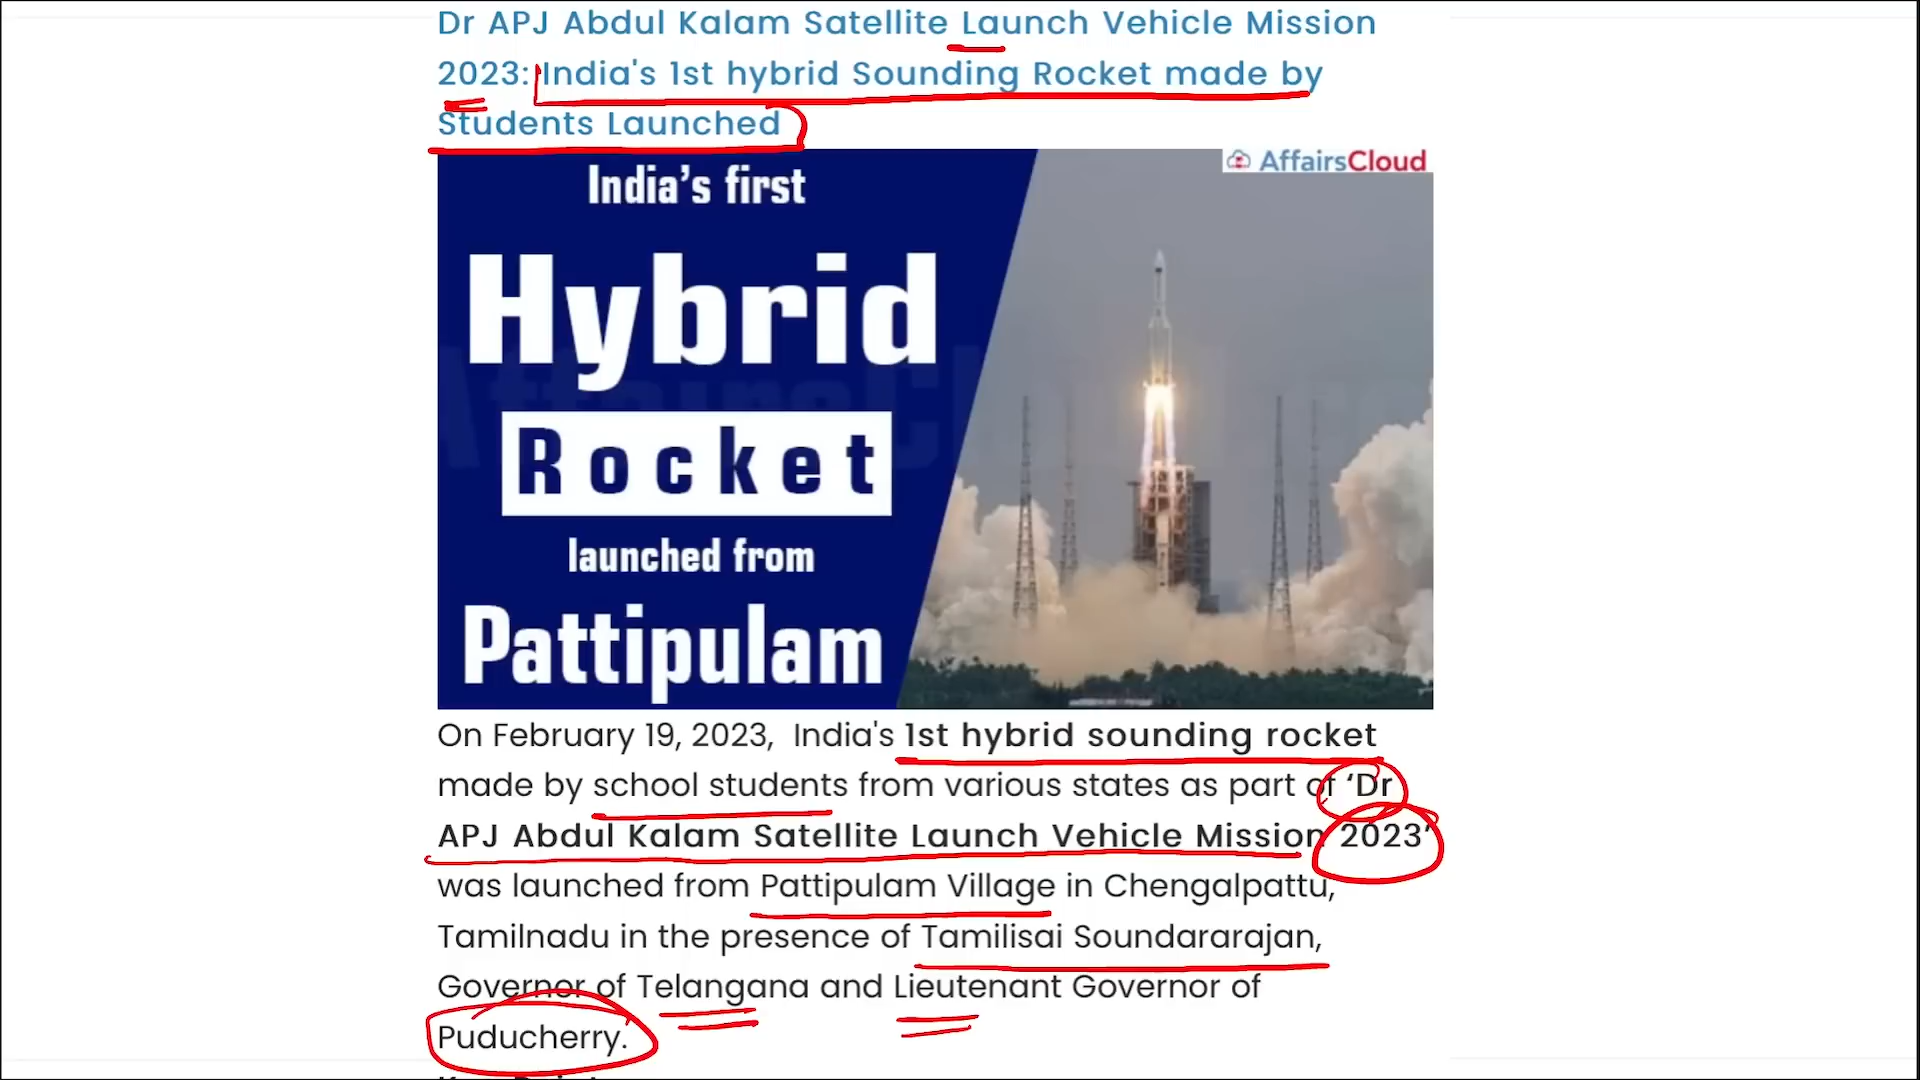 Dr APJ Abdul Kalam Satellite Launch Vehicle Mission
2023: India's 1st hybrid Sounding Rocket made by
Students Launched
AffairsCloud
India's first
Hybrid
Rocket
launched from
Pattipulam
On February 19, 2023, India's 1st hybrid sounding rocket
made by school students from various states as part of ‘Dr
APJ Abdul Kalam Satellite Launch Vehicle Mission 2023‘
was launched from Pattipulam Village in Chengalpattu,
Tamilnadu in the presence of Tamilisai Soundararajan,
Governor of Telangana and Lieutenant Governor of
Puducherry.